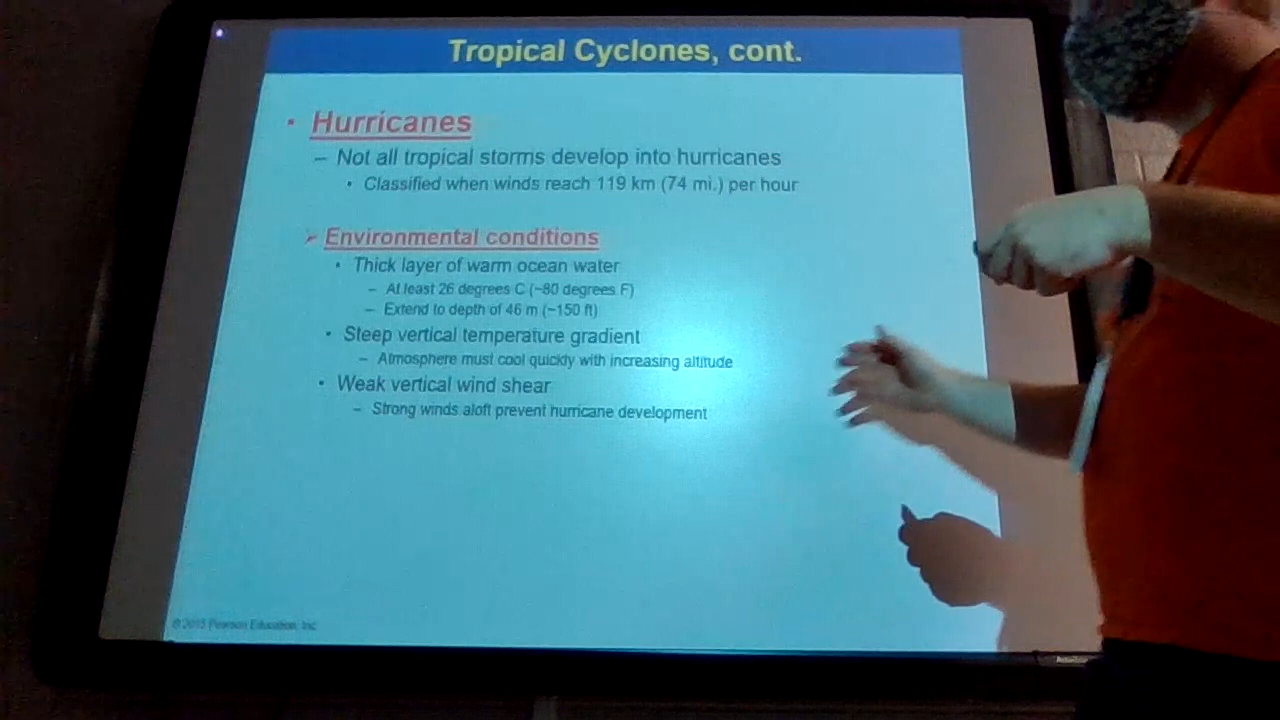 Tropical Cyclones, cont.
• Hurricanes
– Not all tropical storms develop into hurricanes
• Classified when winds reach 119 km (74 mi.) per hour
➢ Environmental conditions
• Thick layer of warm ocean water
– At least 26 degrees C (~80 degrees F)
– Extend to depth of 46 m (~150 ft)
• Steep vertical temperature gradient
– Atmosphere must cool quickly with increasing altitude
• Weak vertical wind shear
– Strong winds aloft prevent hurricane development
© 2015 Pearson Education, Inc.